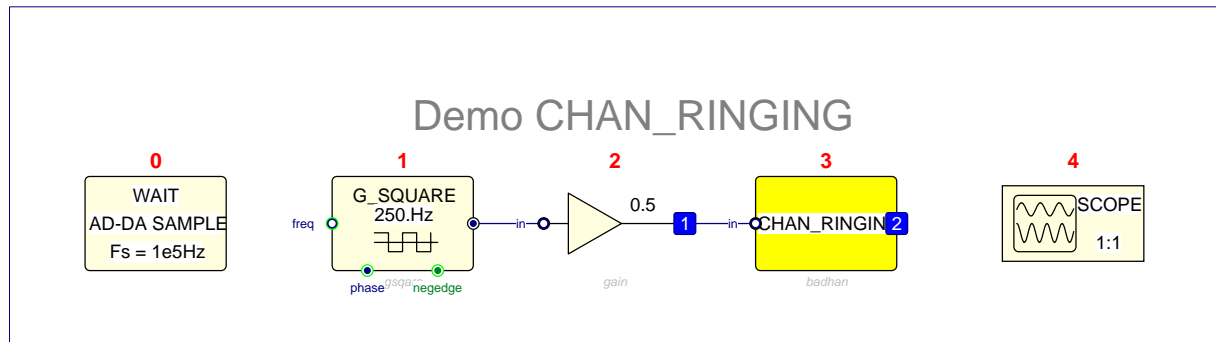 Demo CHAN_RINGING
0
1
2
3
4
WAIT
AD-DA SAMPLE
Fs = 1e5Hz
G_SQUARE
250.Hz
freq
phase
negedge
gsqare
in
0.5
1
gain
in
CHAN_RINGIN
2
badhan
SCOPE
1:1